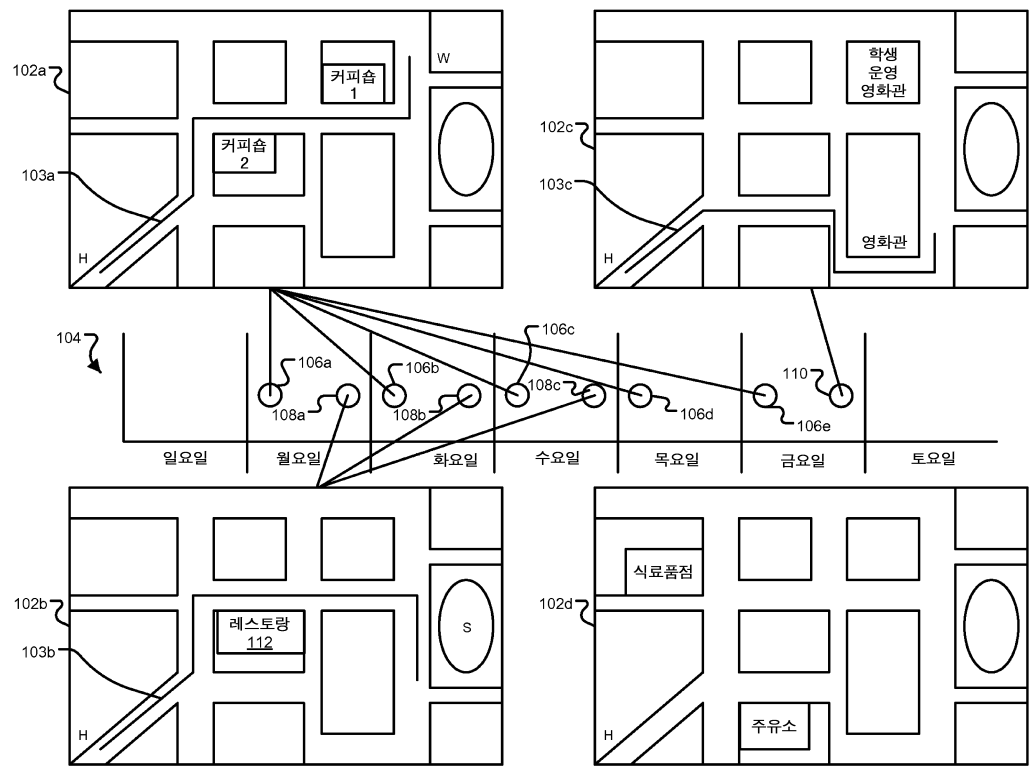 102a
커피숍
1
W
커피숍
2
103a
H
학생
운영
영화관
102c
103c
영화관
H
104
106a
106b
106c
108a
108b
108c
106d
110
106e
일요일
월요일
화요일
수요일
목요일
금요일
토요일
102b
레스토랑
112
S
103b
H
식료품점
102d
주유소
H